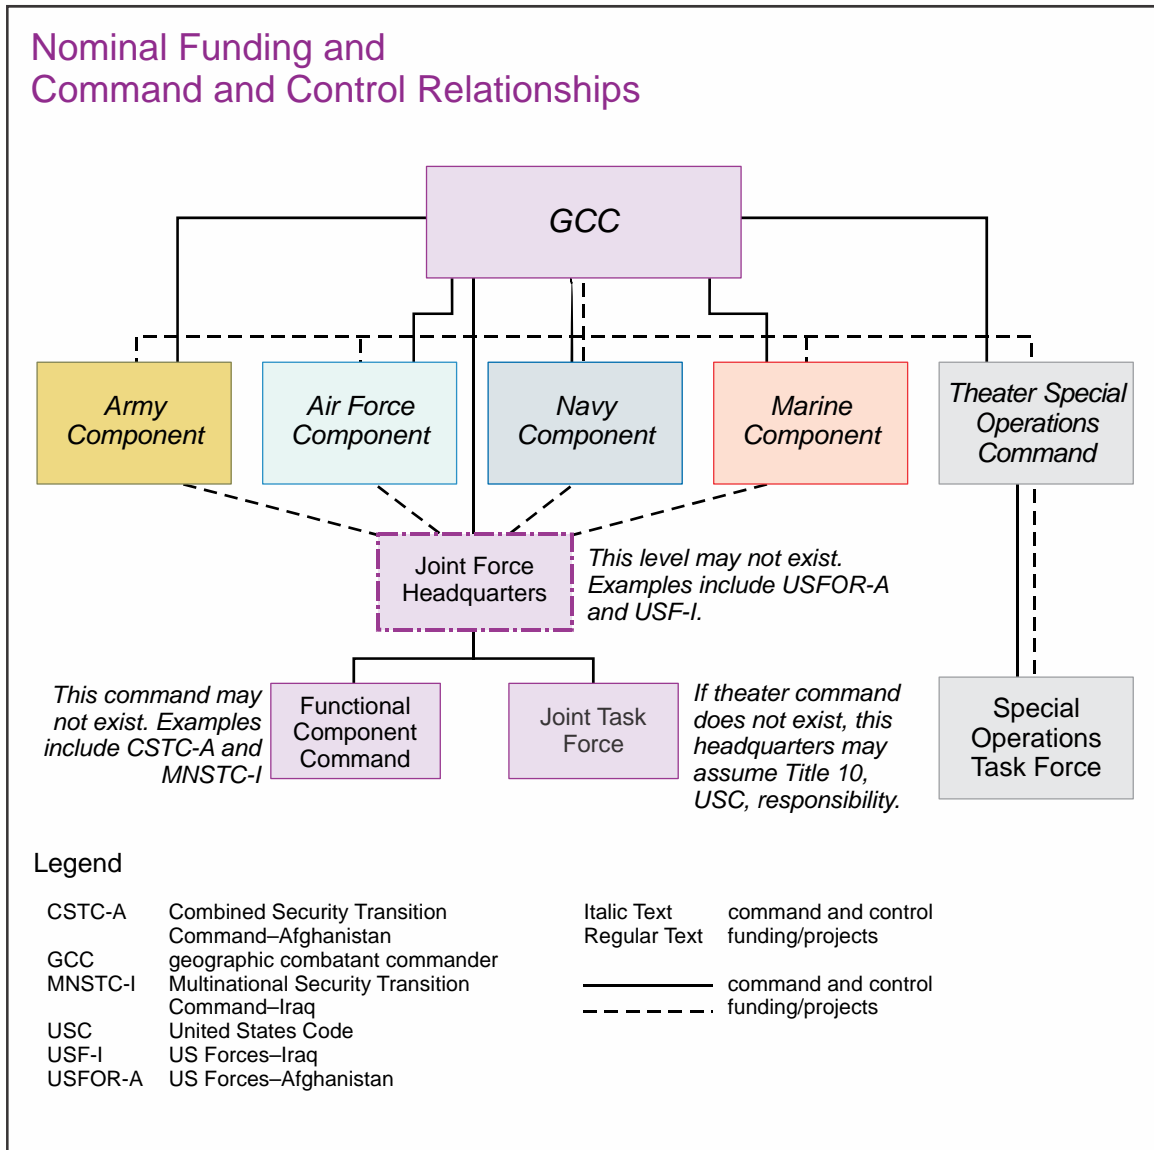 Nominal Funding and
Command and Control Relationships
GCC
Army
Component
Air Force
Component
Navy
Component
Marine
Component
Theater Special
Operations
Command
Joint Force
Headquarters
This level may not exist.
Examples include USFOR-A
and USF-I.
This command may
not exist. Examples
include CSTC-A and
MNSTC-I
Functional
Component
Command
Joint Task
Force
If theater command
does not exist, this
headquarters may
assume Title 10,
USC, responsibility.
Special
Operations
Task Force
Legend
CSTC-A Combined Security Transition
Command–Afghanistan
GCC geographic combatant commander
MNSTC-I Multinational Security Transition
Command–Iraq
USC United States Code
USF-I US Forces–Iraq
USFOR-A US Forces–Afghanistan
Italic Text command and control
Regular Text funding/projects
command and control
funding/projects